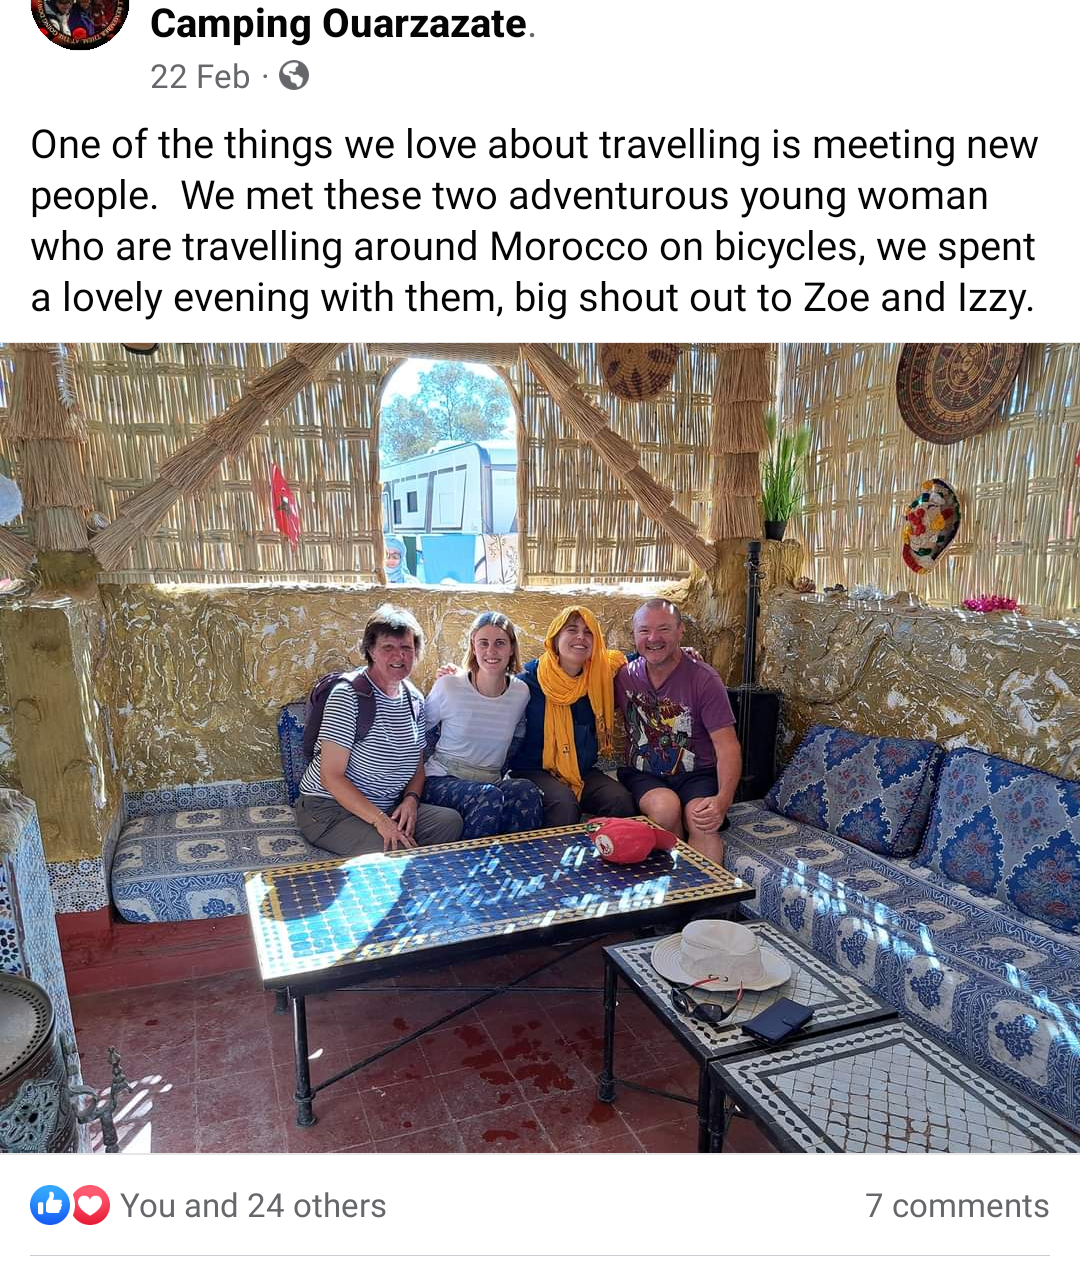 Camping Ouarzazate.
22 Feb ·
One of the things we love about travelling is meeting new
people.  We met these two adventurous young woman
who are travelling around Morocco on bicycles, we spent
a lovely evening with them, big shout out to Zoe and Izzy.
You and 24 others
7 comments